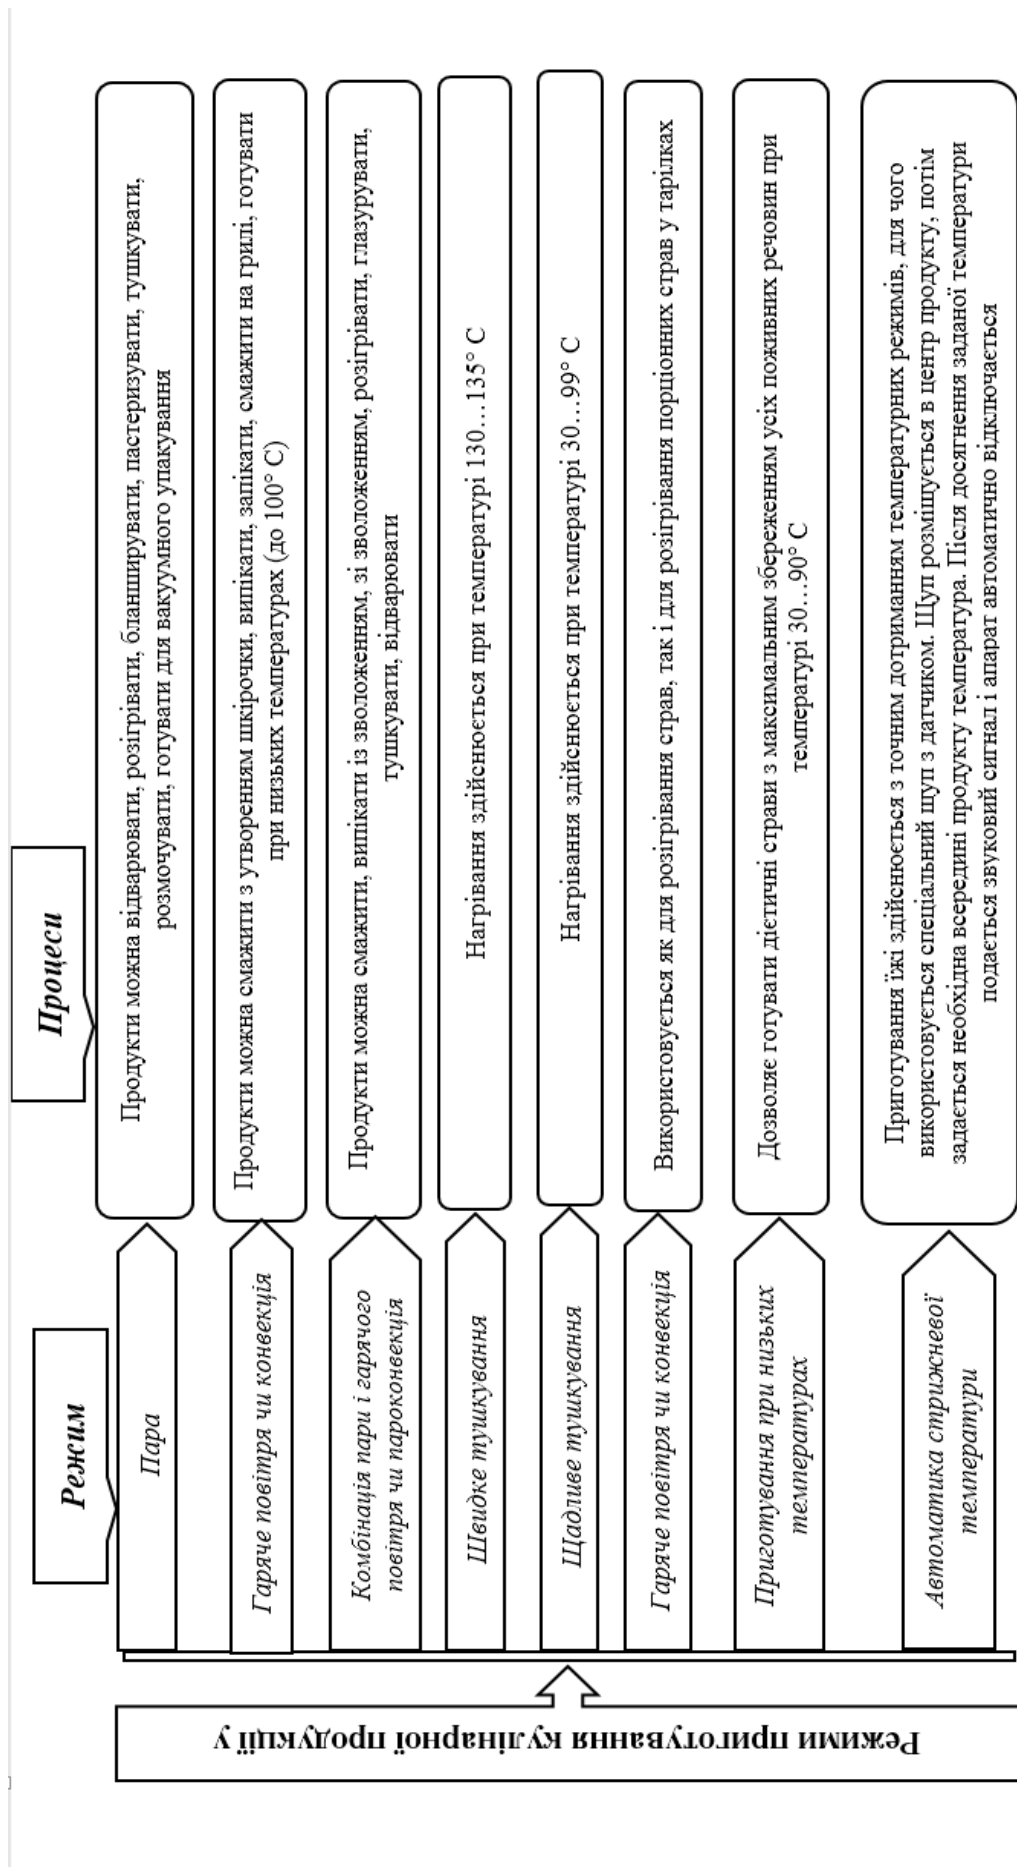 Режими приготування кулінарної продукції у
Режим
Процеси
Пара
Продукти можна відварювати, розігрівати, бланширувати, пастеризувати, тушкувати,
розмочувати, готувати для вакумного упакування
Гаряче повітря чи конвекція
Продукти можна смажити з утворенням шкірочки, випікати, запікати, смажити на грилі, готувати
при низьких температурах (до 100° С)
Комбінація пари і гарячого
повітря чи пароконвекція
Продукти можна смажити, випікати із зволоженням, зі зволоженням, розігрівати, глазурувати,
тушкувати, відварювати
Швидке тушкування
Нагрівання здійснюється при температурі 130…135° С
Щадливе тушкування
Нагрівання здійснюється при температурі 30…99° С
Гаряче повітря чи конвекція
Використовується як для розігрівання страв, так і для розігрівання порціонних страв у тарілках
Приготування при низьких
температурах
Дозволяє готувати дієтичні страви з максимальним збереженням усіх поживних речовин при
температурі 30…90° С
Автоматика стрижневої
температури
Приготування їжі здійснюється з точним дотриманням температурних режимів, для чого
використовується спеціальний щуп з датчиком. Щуп розміщується в центр продукту, потім
задається необхідна всередині продукту температура. Після досягнення заданої температури
подається звуковий сигнал і апарат автоматично відключається